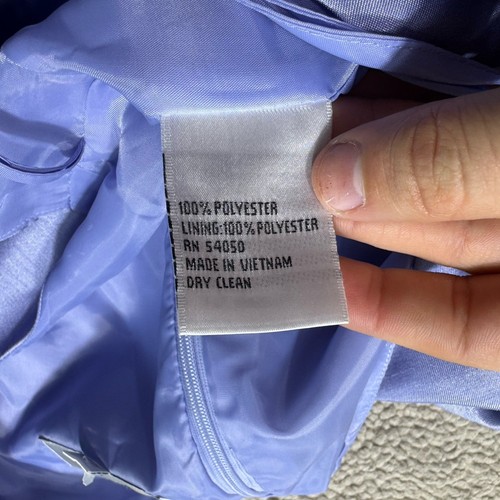 100% POLYESTER
LINING:100% POLYESTER
RN 54050
MADE IN VIETNAM
DRY CLEAN